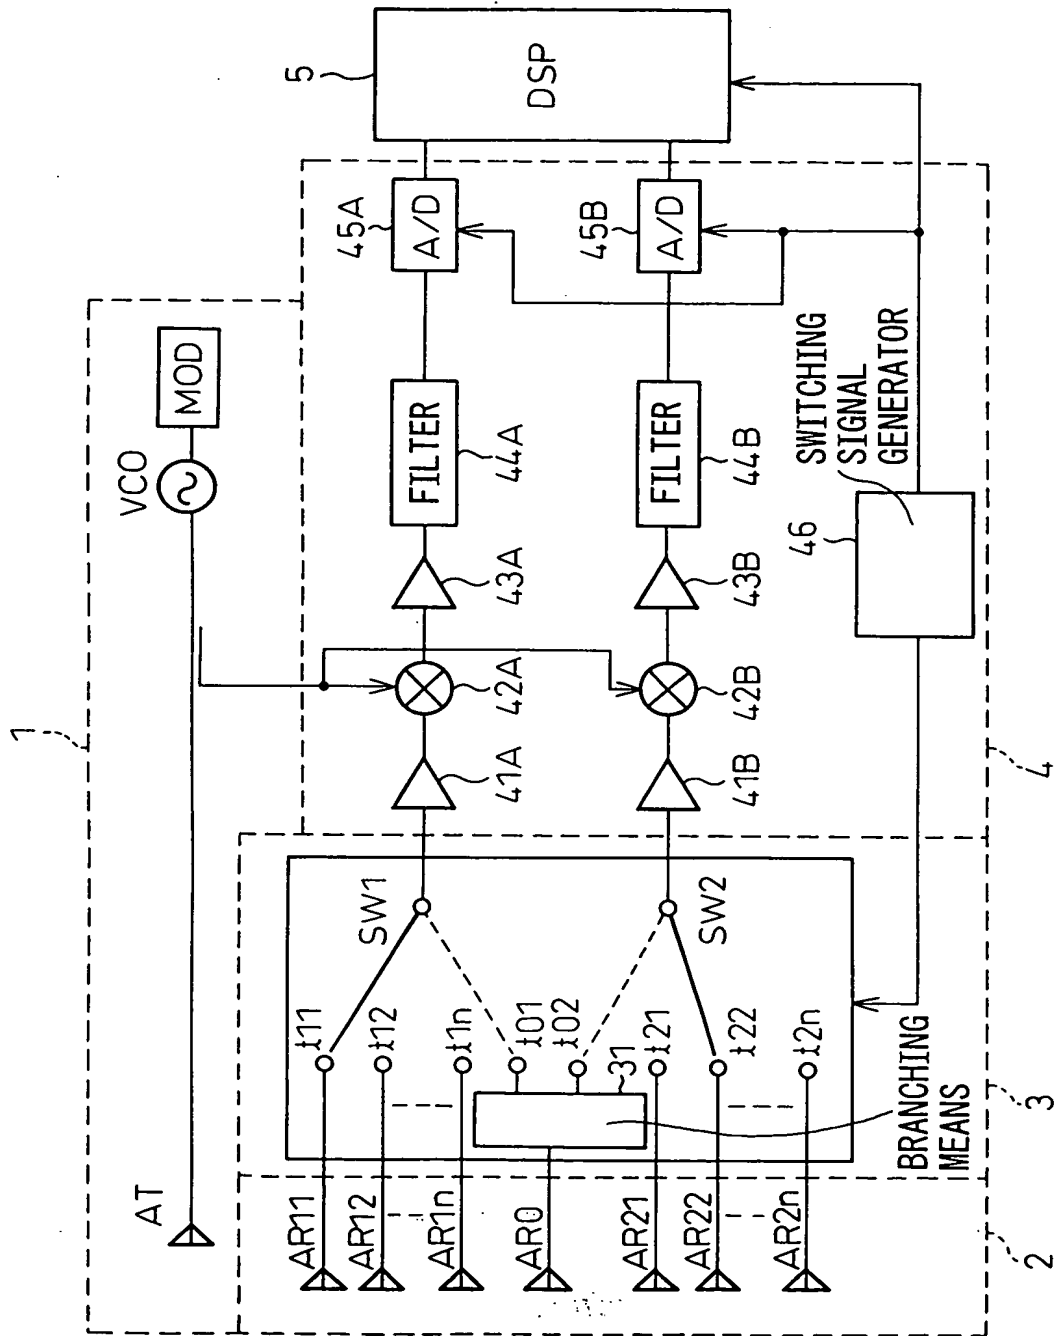 1
AT
VCO
MOD
5
DSP
AR11
AR12
AR1n
AR0
AR21
AR22
AR2n
t11
t12
t1n
t01
t02
t21
t22
t2n
31
SW1
SW2
BRANCHING
MEANS
41A
42A
43A
FILTER
44A
45A
A/D
41B
42B
43B
FILTER
44B
45B
A/D
46
SWITCHING
SIGNAL
GENERATOR
2
3
4